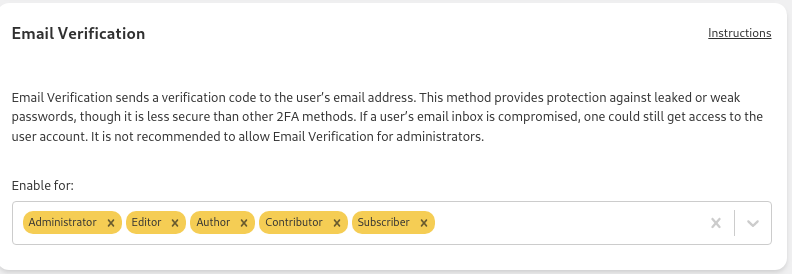 Email Verification
Instructions
Email Verification sends a verification code to the user’s email address. This method provides protection against leaked or weak
passwords, though it is less secure than other 2FA methods. If a user’s email inbox is compromised, one could still get access to the
user account. It is not recommended to allow Email Verification for administrators.
Enable for:
Administrator Editor Author Contributor Subscriber